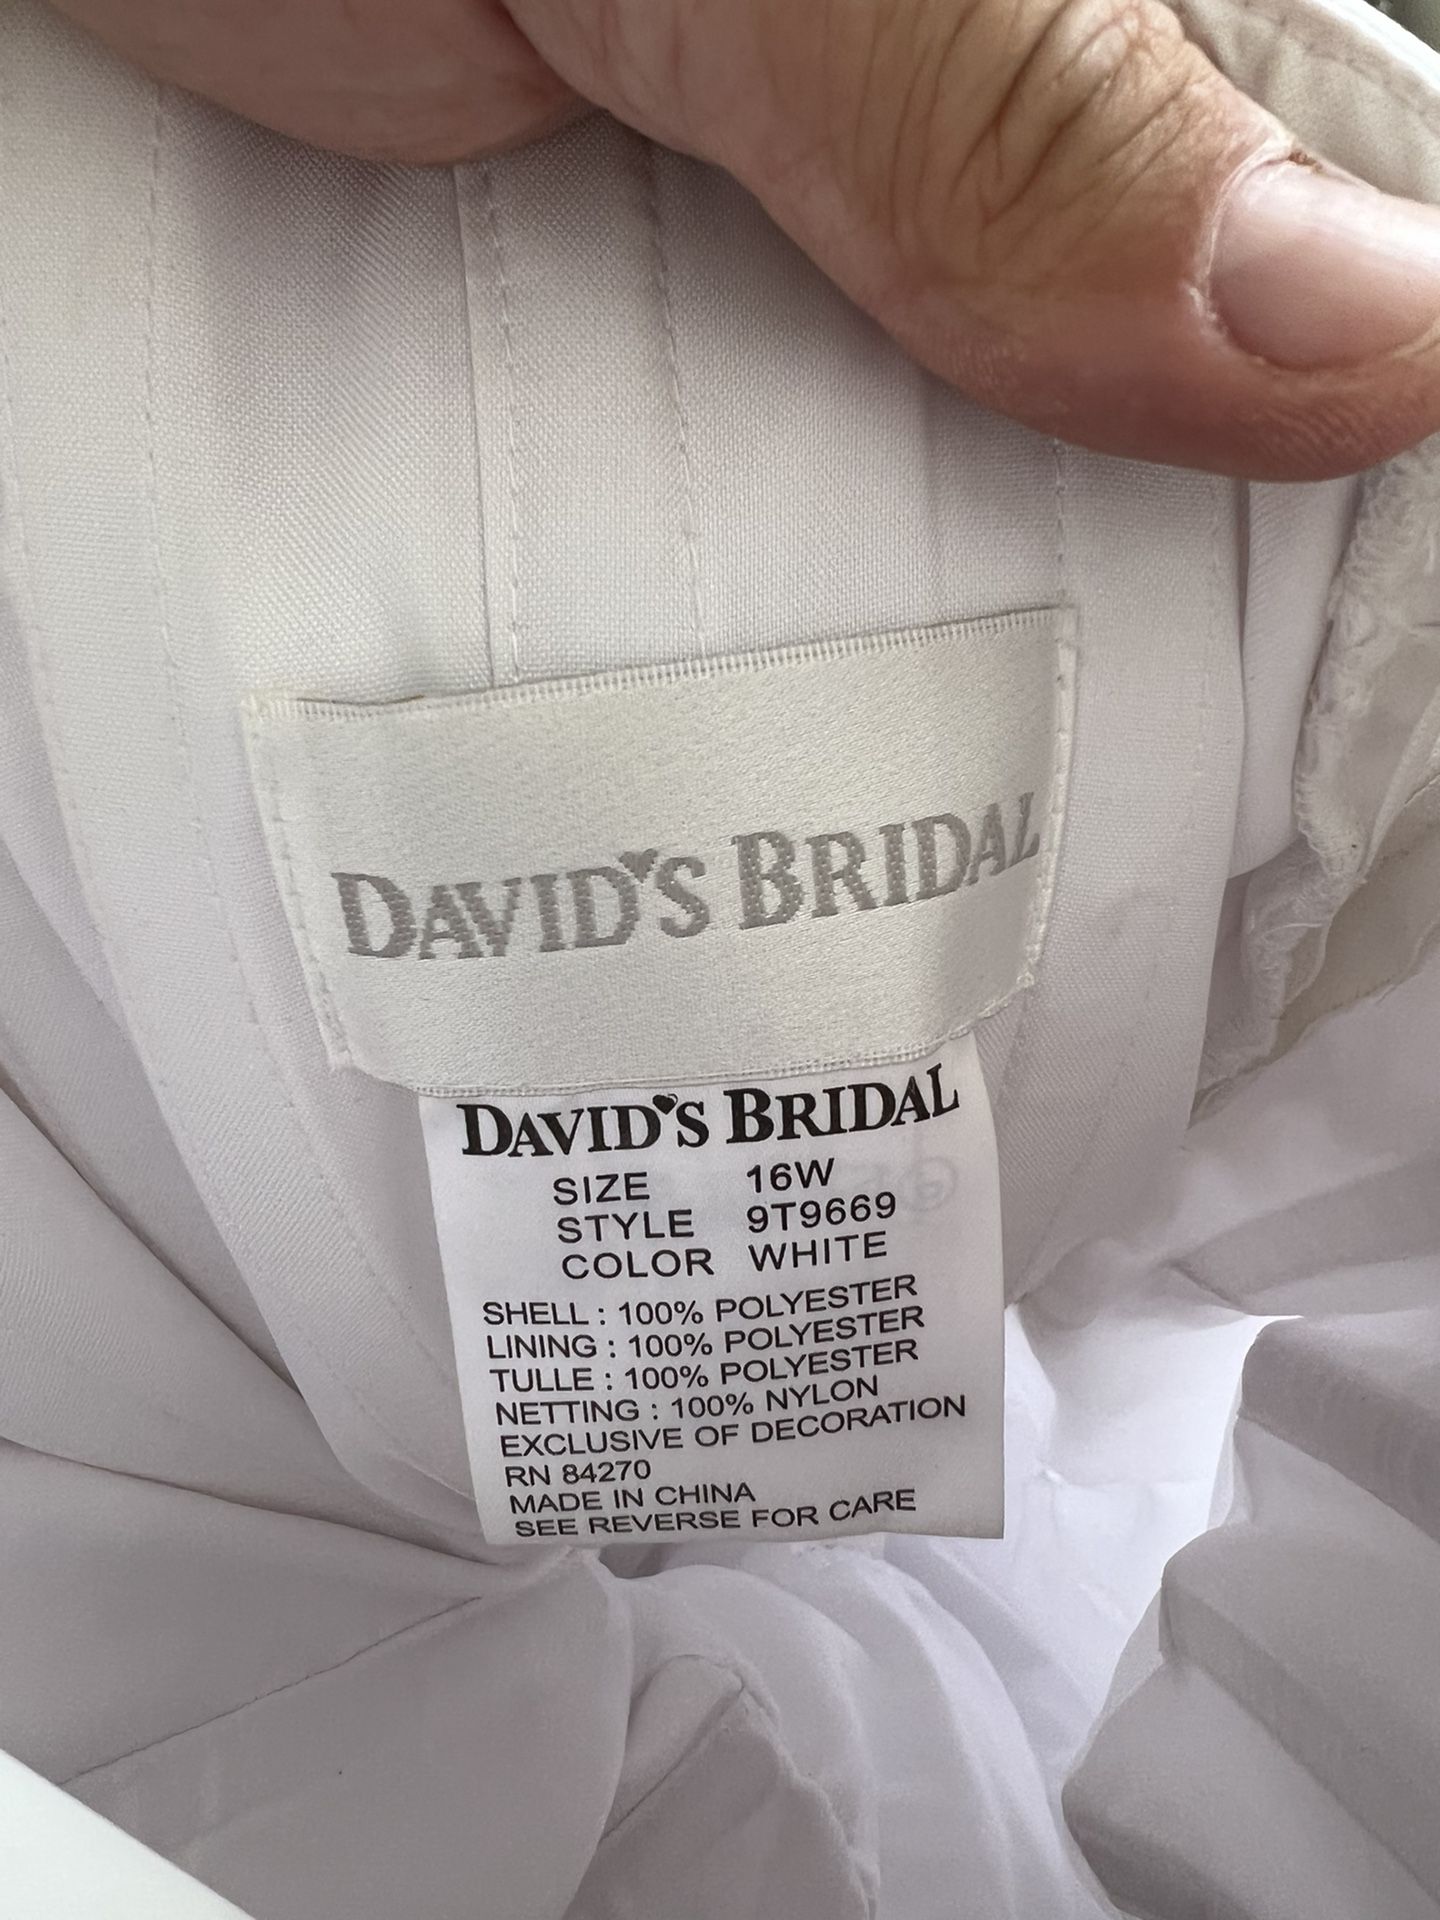 DAVID'S BRIDAL
DAVID'S BRIDAL
SIZE 16W
STYLE 9T9669
COLOR WHITE
SHELL : 100% POLYESTER
LINING : 100% POLYESTER
TULLE : 100% POLYESTER
NETTING : 100% NYLON
EXCLUSIVE OF DECORATION
RN 84270
MADE IN CHINA
SEE REVERSE FOR CARE